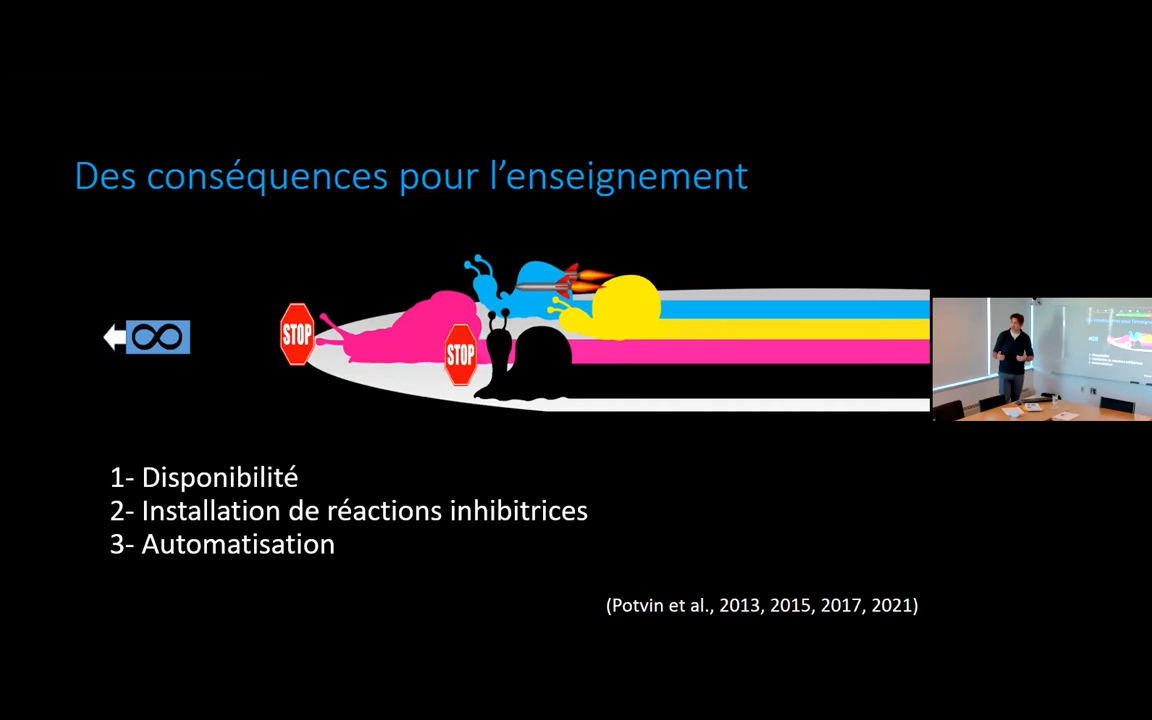 Des conséquences pour l’enseignement
STOP
STOP
1- Disponibilité
2- Installation de réactions inhibitrices
3- Automatisation
(Potvin et al., 2013, 2015, 2017, 2021)